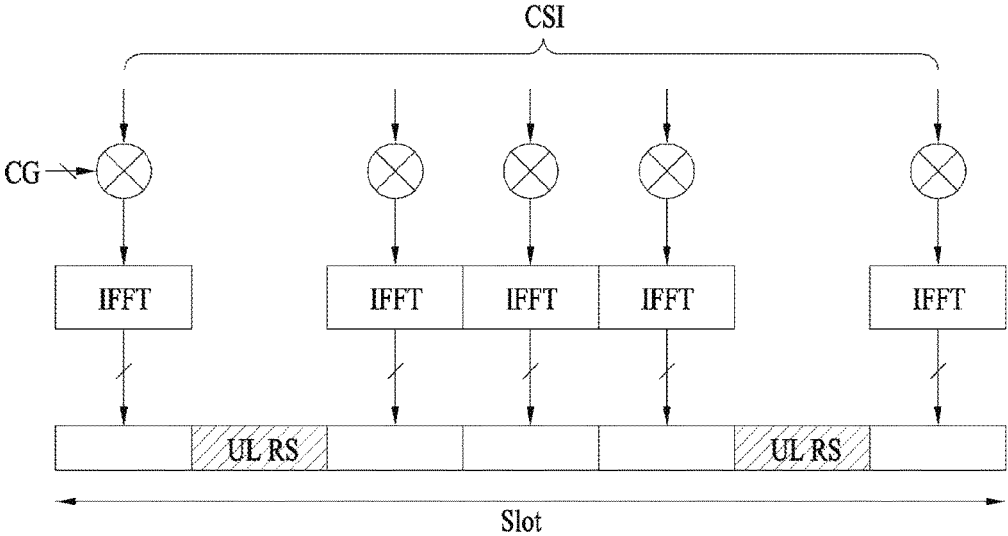 CSI
CG
IFFT IFFT IFFT IFFT IFFT
UL RS UL RS
Slot